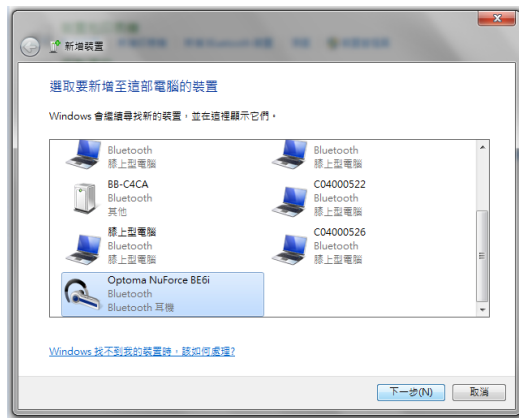 新增裝置
選取要新增至這部電腦的裝置
Windows 會繼續尋找新的裝置，並在這裡顯示它們。
Bluetooth
膝上型電腦
Bluetooth
膝上型電腦
BB-C4CA
Bluetooth
其他
C04000522
Bluetooth
膝上型電腦
膝上型電腦
Bluetooth
膝上型電腦
C04000526
Bluetooth
膝上型電腦
Optoma NuForce BE6i
Bluetooth
Bluetooth 耳機
Windows 找不到我的裝置時，該如何處理?
下一步(N)
取消